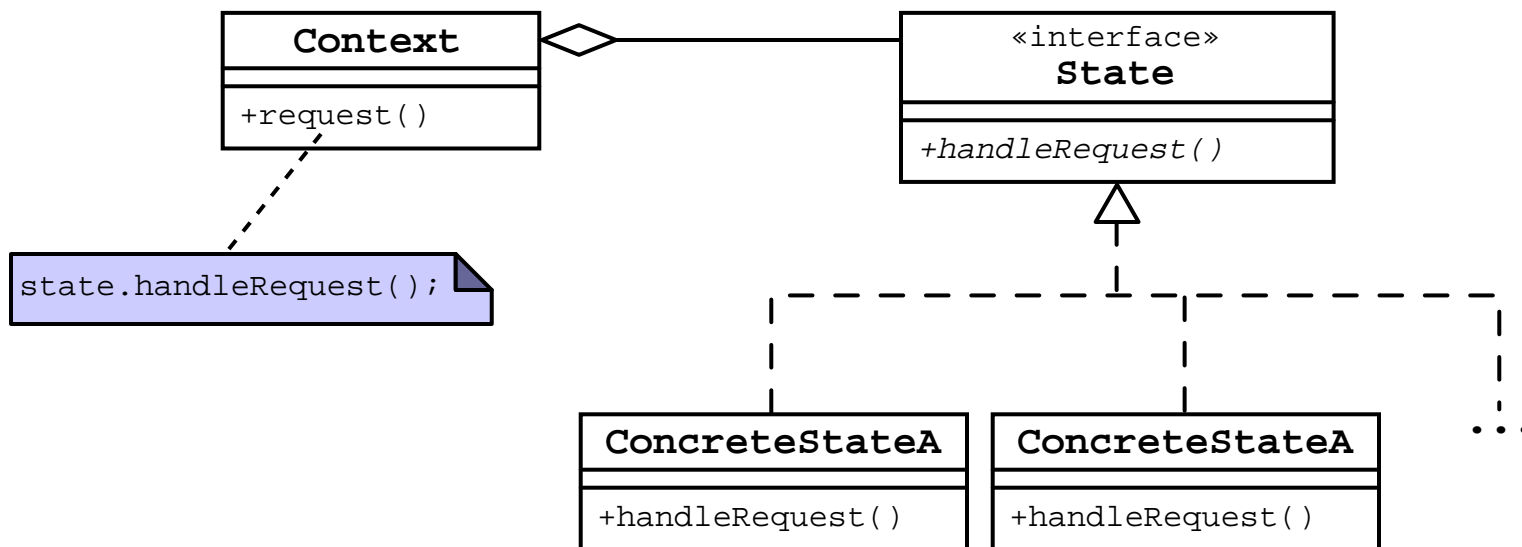 Context
+request()
«interface»
State
+handleRequest()
state.handleRequest();
ConcreteStateA
+handleRequest()
ConcreteStateA
+handleRequest()
...